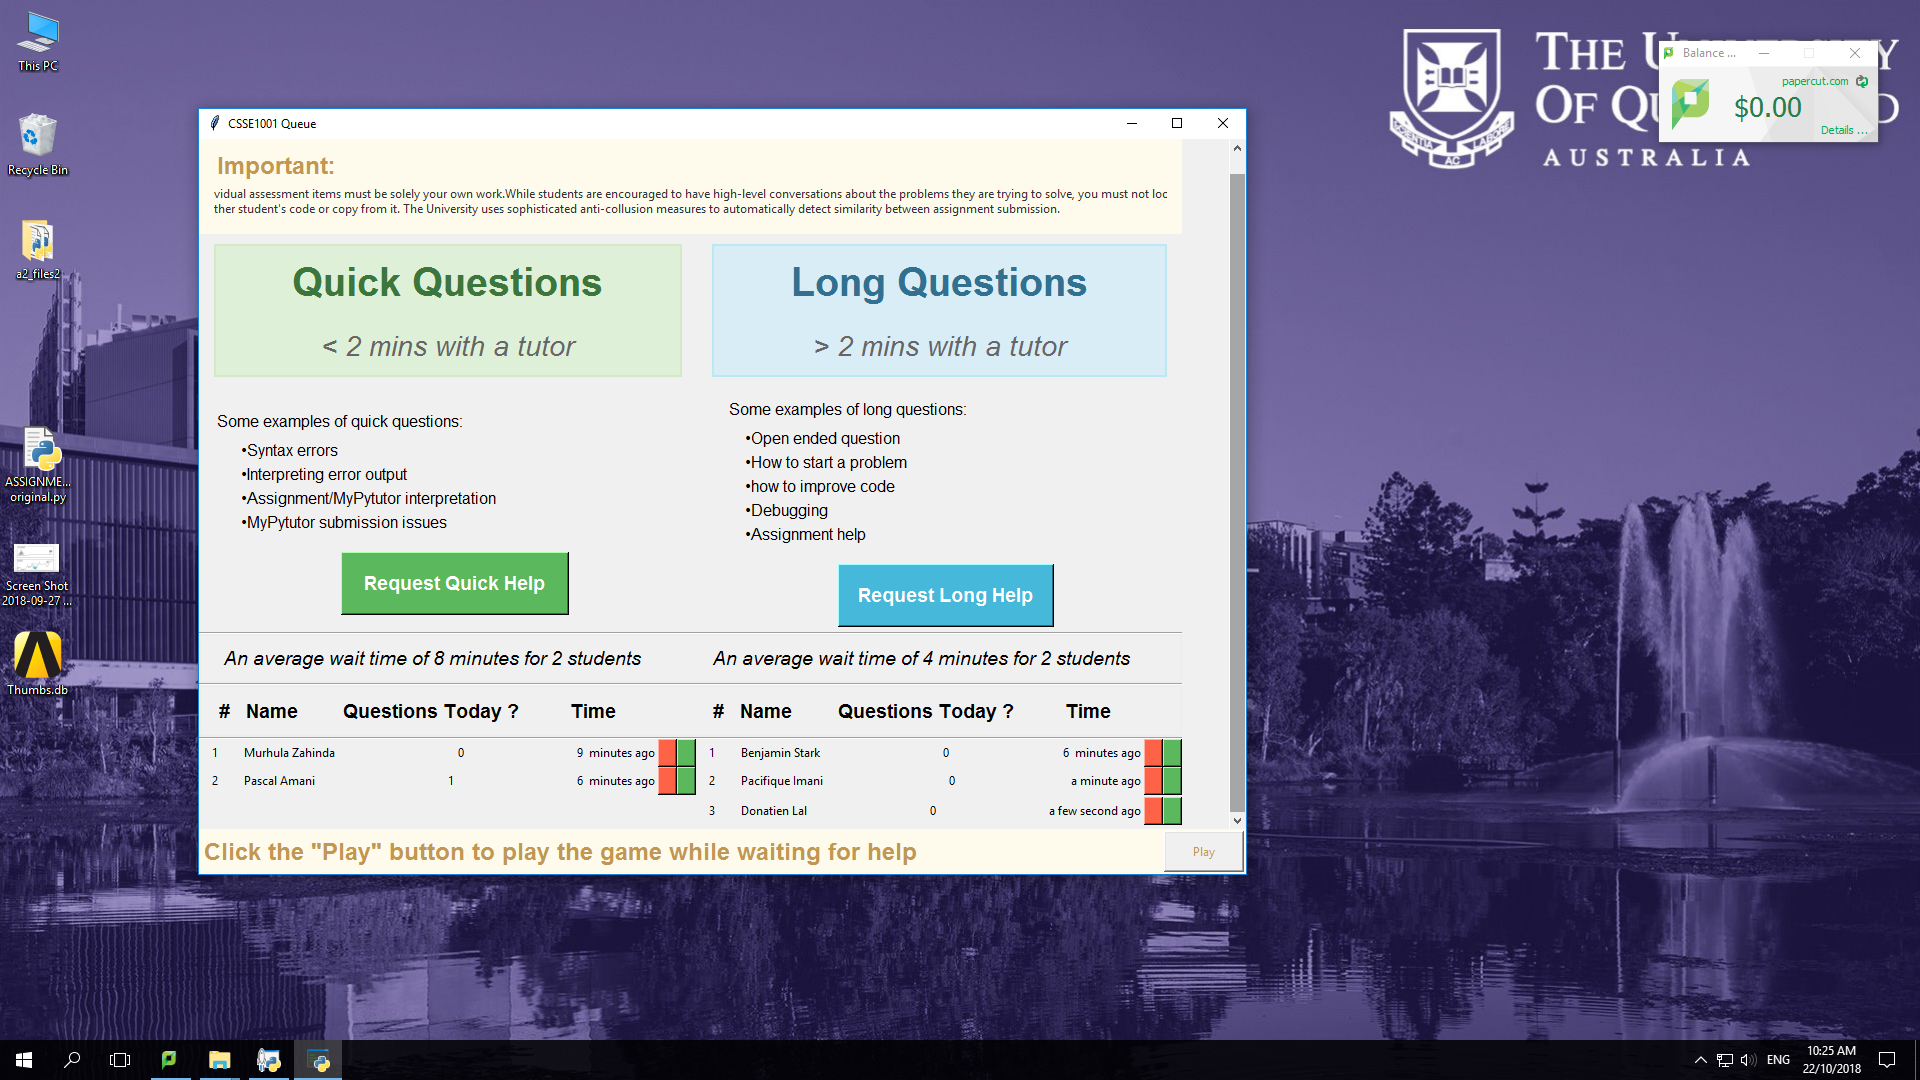 This PC
Recycle Bin
a2_files2
ASSIGNME...
original.py
Screen Shot
2018-09-27 ...
Thumbs.db
THE
OF
AUSTRALIA
SCIENTIA AC LABORE
Balance ...
papercut.com
$0.00
Details ...
CSSE1001 Queue
Important:
vidual assessment items must be solely your own work.While students are encouraged to have high-level conversations about the problems they are trying to solve, you must not loc
ther student's code or copy from it. The University uses sophisticated anti-collusion measures to automatically detect similarity between assignment submission.
Quick Questions
< 2 mins with a tutor
Long Questions
> 2 mins with a tutor
Some examples of quick questions:
•Syntax errors
•Interpreting error output
•Assignment/MyPytutor interpretation
•MyPytutor submission issues
Request Quick Help
Some examples of long questions:
•Open ended question
•How to start a problem
•how to improve code
•Debugging
•Assignment help
Request Long Help
An average wait time of 8 minutes for 2 students
An average wait time of 4 minutes for 2 students
# Name Questions Today ? Time
1 Murhula Zahinda 0 9 minutes ago
2 Pascal Amani 1 6 minutes ago
# Name Questions Today ? Time
1 Benjamin Stark 0 6 minutes ago
2 Pacifique Imani 0 a minute ago
3 Donatien Lal 0 a few second ago
Click the "Play" button to play the game while waiting for help
Play
ENG
10:25 AM
22/10/2018